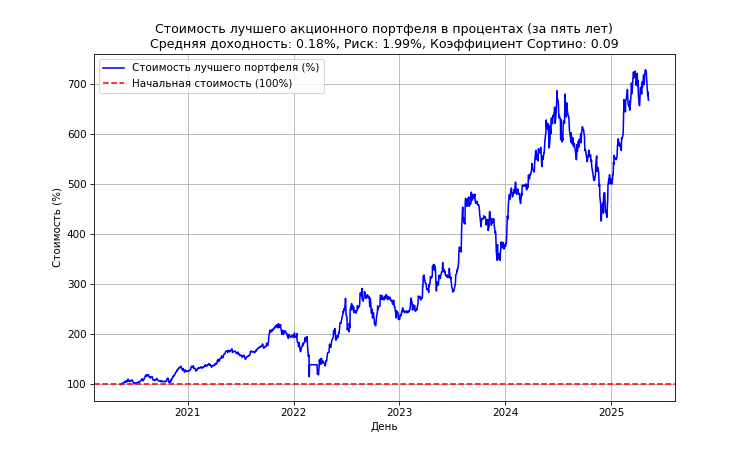 Стоимость лучшего акционного портфеля в процентах (за пять лет)
Средняя доходность: 0.18%, Риск: 1.99%, Коэффициент Сортино: 0.09
Стоимость лучшего портфеля (%)
Начальная стоимость (100%)
Стоимость (%)
700
600
500
400
300
200
100
2021
2022
2023
2024
2025
День